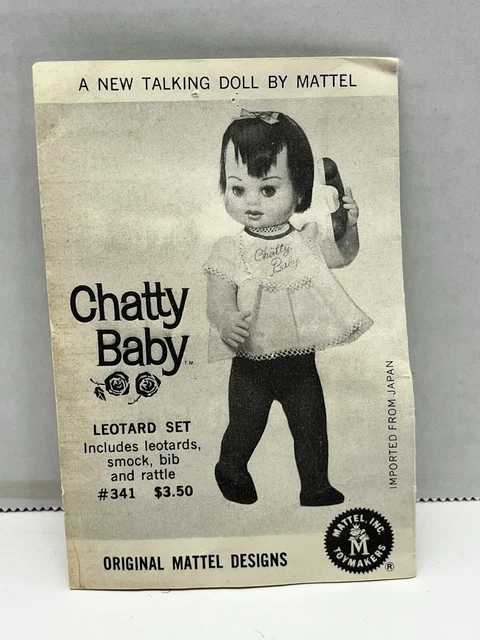 A NEW TALKING DOLL BY MATTEL
Chatty
Baby
Chatty
Baby T.M.
LEOTARD SET
Includes leotards,
smock, bib
and rattle
#341 $3.50
IMPORTED FROM JAPAN
ORIGINAL MATTEL DESIGNS
MATTEL, INC.
M
TOYMAKERS
®